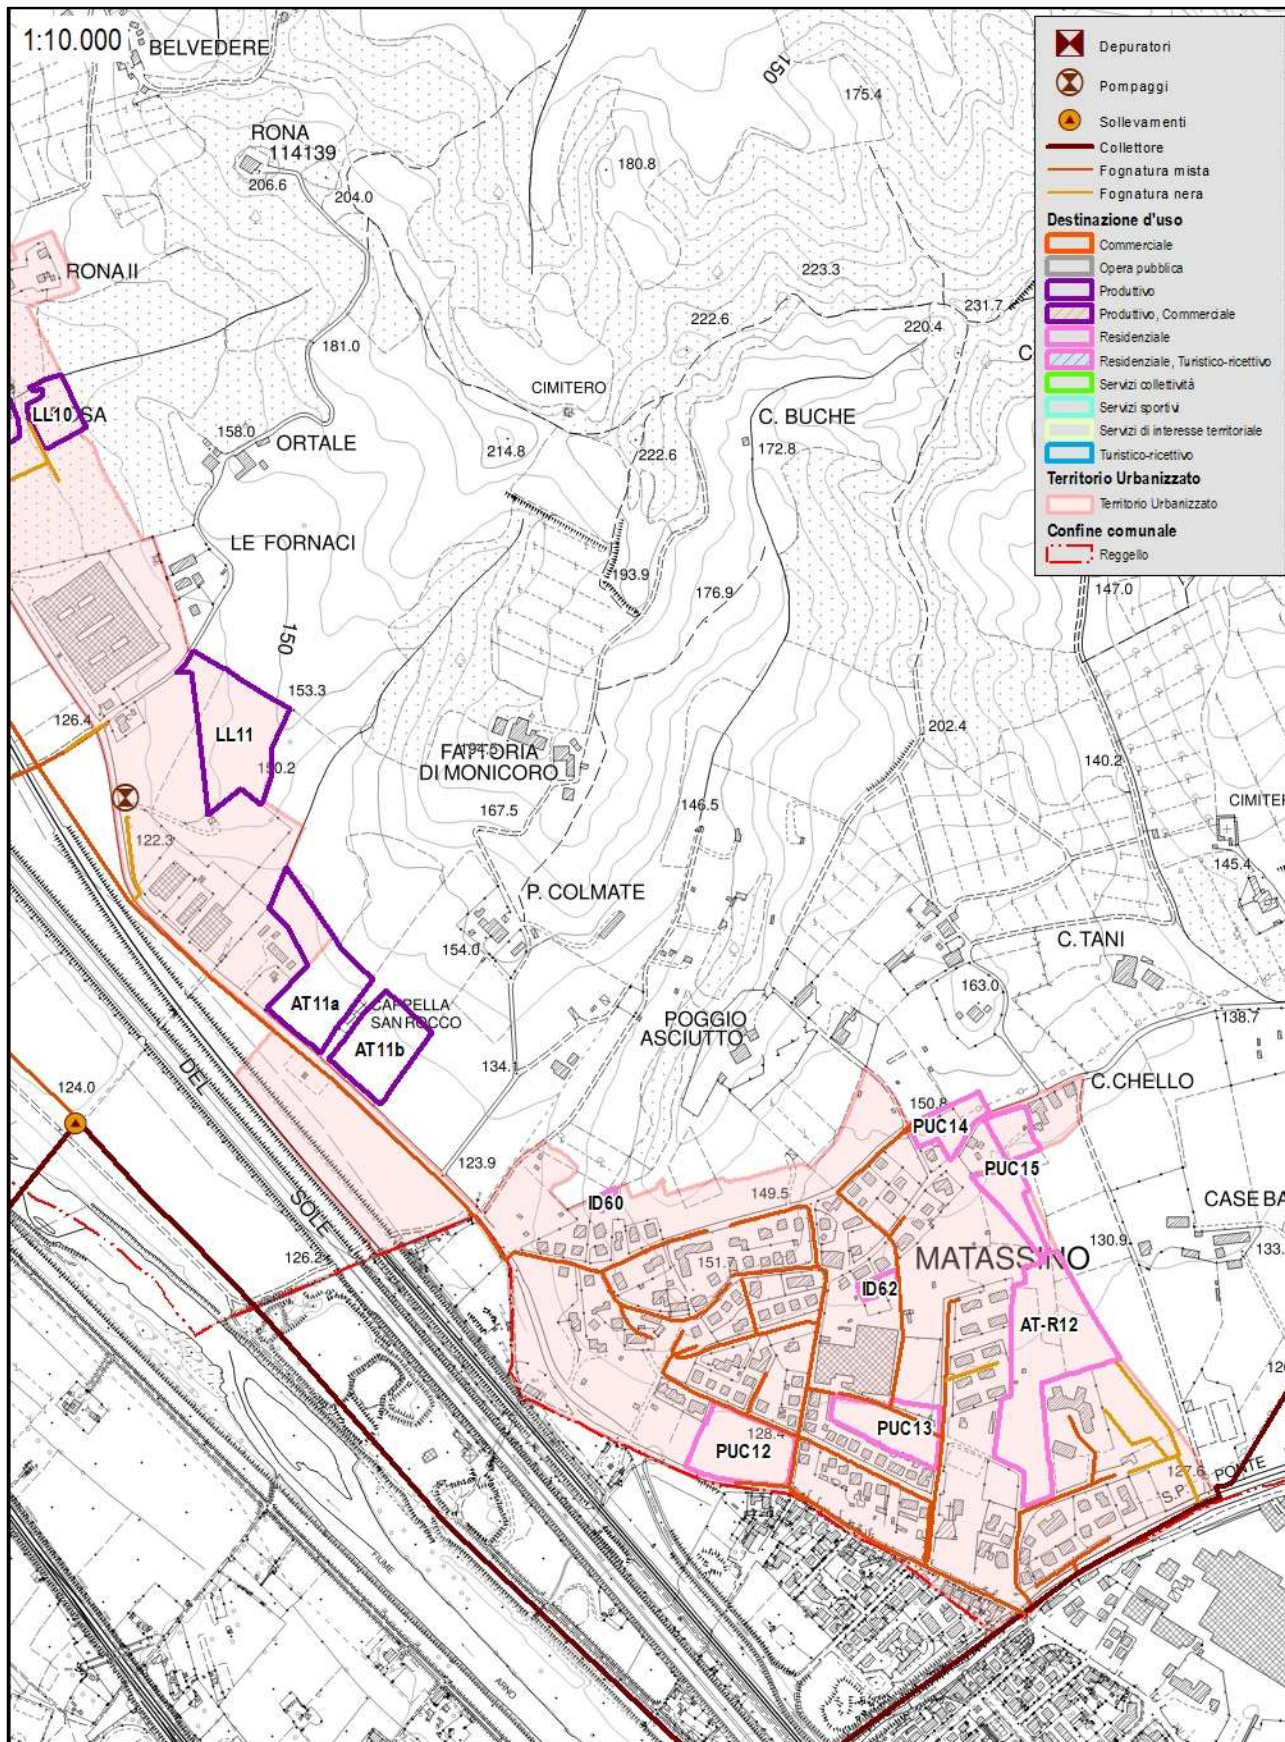 1:10.000
BELVEDERE
150
175.4
RONA
114139
206.6
204.0
180.8
RONA II
223.3
222.6
231.7
220.4
181.0
CIMITERO
C. BUCHE
172.8
LL10
SA
158.0
ORTALE
214.8
222.6
LE FORNACI
193.9
176.9
147.0
150
153.3
126.4
LL11
150.2
202.4
FATTORIA
DI MONICORO
140.2
167.5
146.5
122.3
145.4
P. COLMATE
154.0
C. TANI
163.0
AT11a
CAPPELLA
SAN ROCCO
AT11b
POGGIO
ASCIUTTO
138.7
134.1
124.0
DEL
SOLE
150.8
C. CHELLO
PUC14
PUC15
123.9
ID60
149.5
CASE BA
126.2
151.7
MATASSINO
130.9
133.
ID62
AT-R12
PUC12
128.4
PUC13
127.6
S.P.
PONTE
FIUME
ARNO
Depuratori
Pompaggi
Sollevamenti
Collettore
Fognatura mista
Fognatura nera
Destinazione d'uso
Commerciale
Opera pubblica
Produttivo
Produttivo, Commerciale
Residenziale
Residenziale, Turistico-ricettivo
Servizi collettività
Servizi sportivi
Servizi di interesse territoriale
Turistico-ricettivo
Territorio Urbanizzato
Territorio Urbanizzato
Confine comunale
Reggello